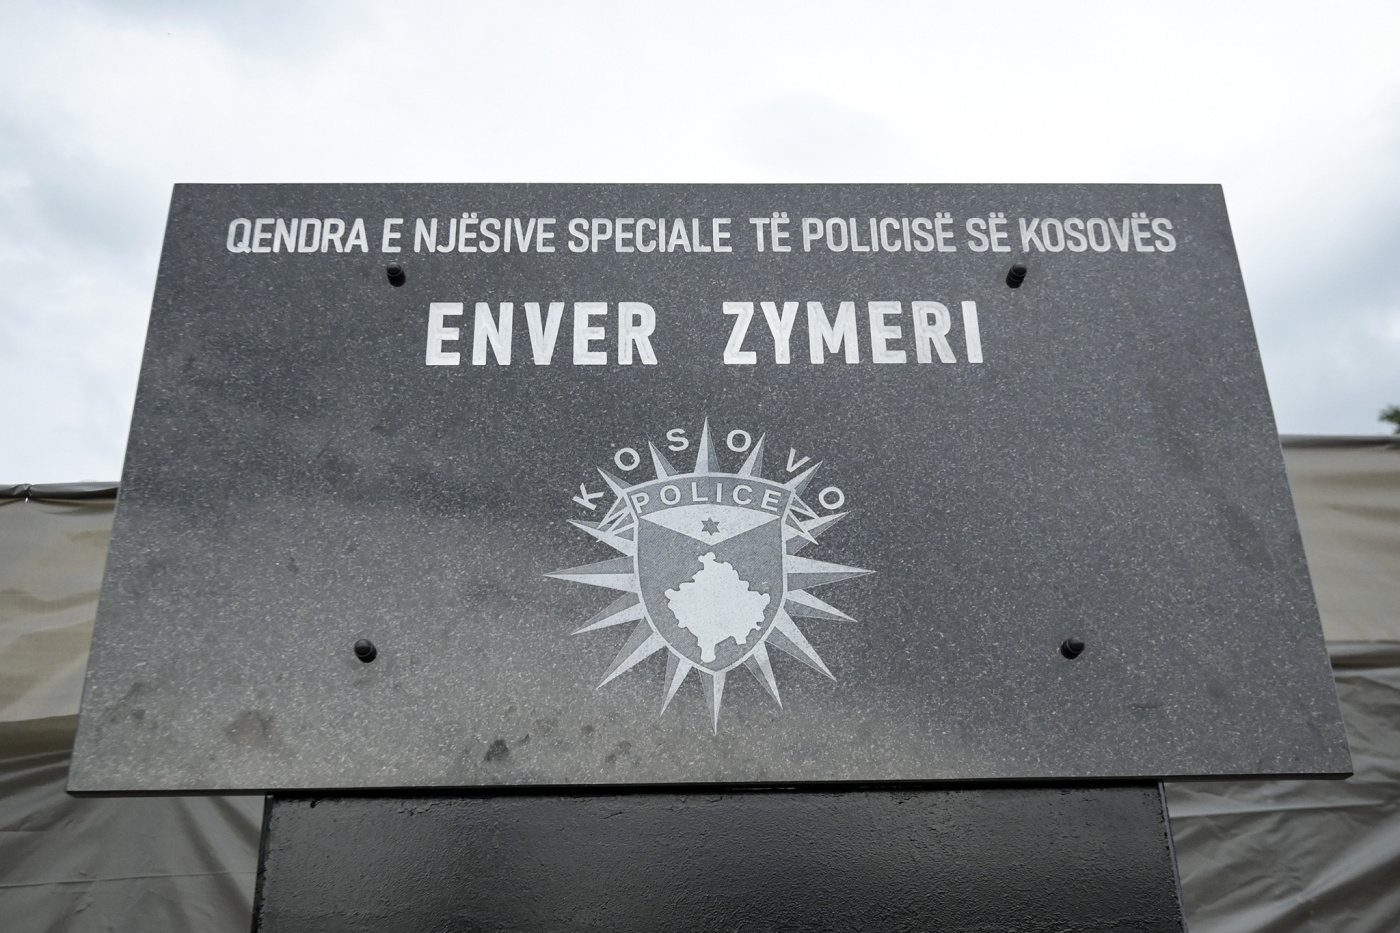 QENDRA E NJËSIVE SPECIALE TË POLICISË SË KOSOVËS
ENVER ZYMERI
KOSOVO
POLICE